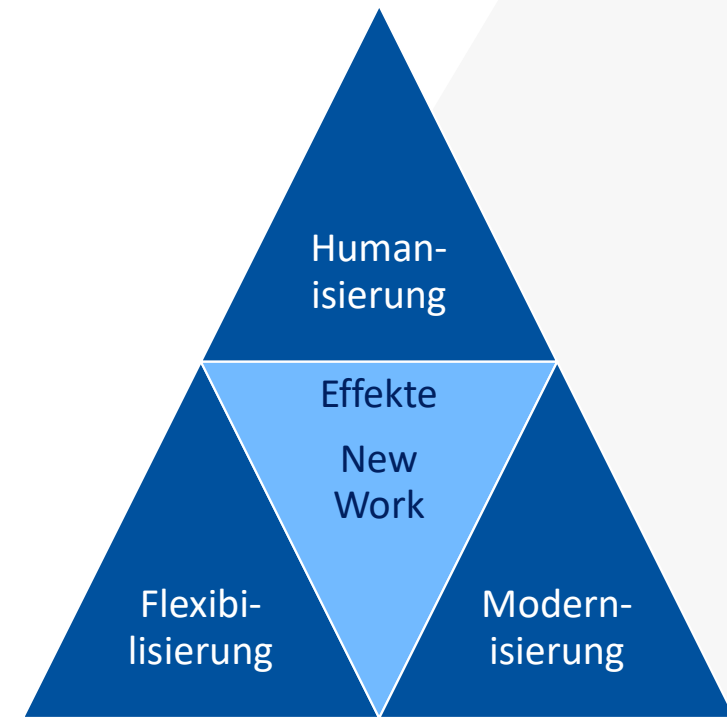 Human-
isierung
Effekte
New
Work
Flexibi-
lisierung
Modern-
isierung